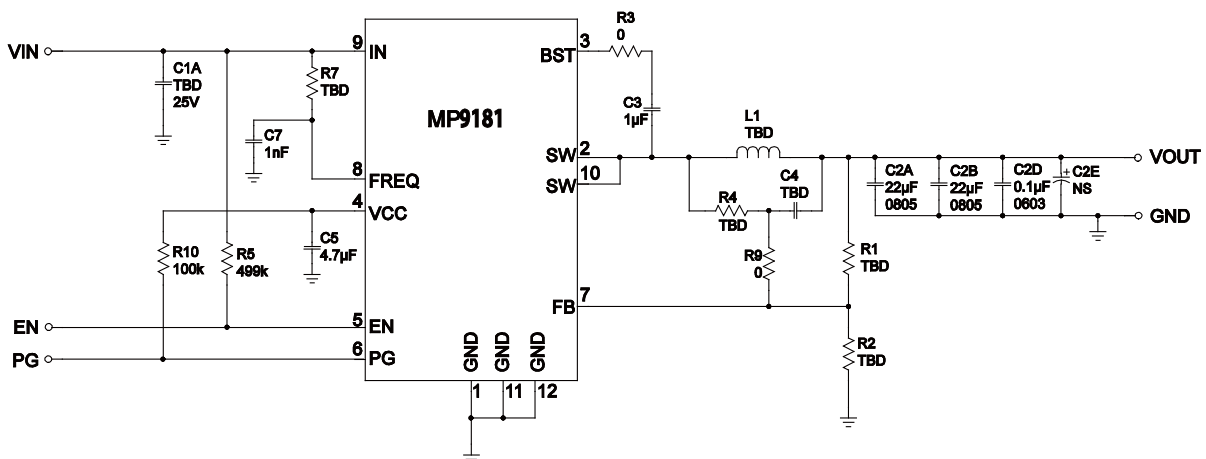 VIN
C1A
TBD
25V
R7
TBD
C7
1nF
9
IN
8
FREQ
4
VCC
R10
100k
R5
499k
C5
4.7µF
EN
5
EN
PG
6
PG
MP9181
GND
GND
GND
1
11
12
3
BST
R3
0
C3
1µF
SW
2
SW
10
L1
TBD
R4
TBD
C4
TBD
R9
0
FB
7
R1
TBD
R2
TBD
C2A
22µF
0805
C2B
22µF
0805
C2D
0.1µF
0603
+
C2E
NS
VOUT
GND